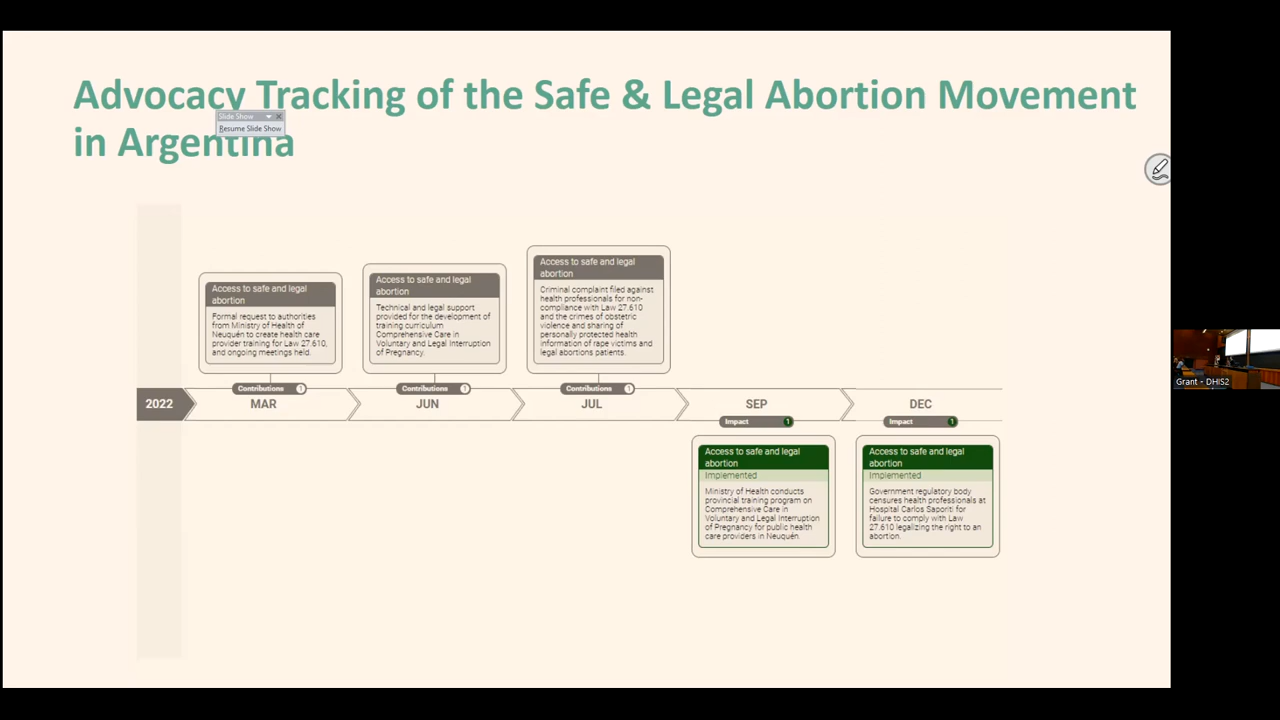 Advocacy Tracking of the Safe & Legal Abortion Movement
in Argentina
Slide Show
Resume Slide Show
Access to safe and legal
abortion
Formal request to authorities
from Ministry of Health of
Neuquén to create health care
provider training for Law 27.610,
and ongoing meetings held.
Contributions 1
Access to safe and legal
abortion
Technical and legal support
provided for the development of
training curriculum
Comprehensive Care in
Voluntary and Legal Interruption
of Pregnancy.
Contributions 1
Access to safe and legal
abortion
Criminal complaint filed against
health professionals for non-
compliance with Law 27.610
and the crimes of obstetric
violence and sharing of
personally protected health
information of rape victims and
legal abortions patients.
Contributions 1
2022
MAR
JUN
JUL
SEP
DEC
Impact 1
Access to safe and legal
abortion
Implemented
Ministry of Health conducts
provincial training program on
Comprehensive Care in
Voluntary and Legal Interruption
of Pregnancy for public health
care providers in Neuquén.
Impact 1
Access to safe and legal
abortion
Implemented
Government regulatory body
censures health professionals at
Hospital Carlos Saporiti for
failure to comply with Law
27.610 legalizing the right to an
abortion.
Grant - DHIS2